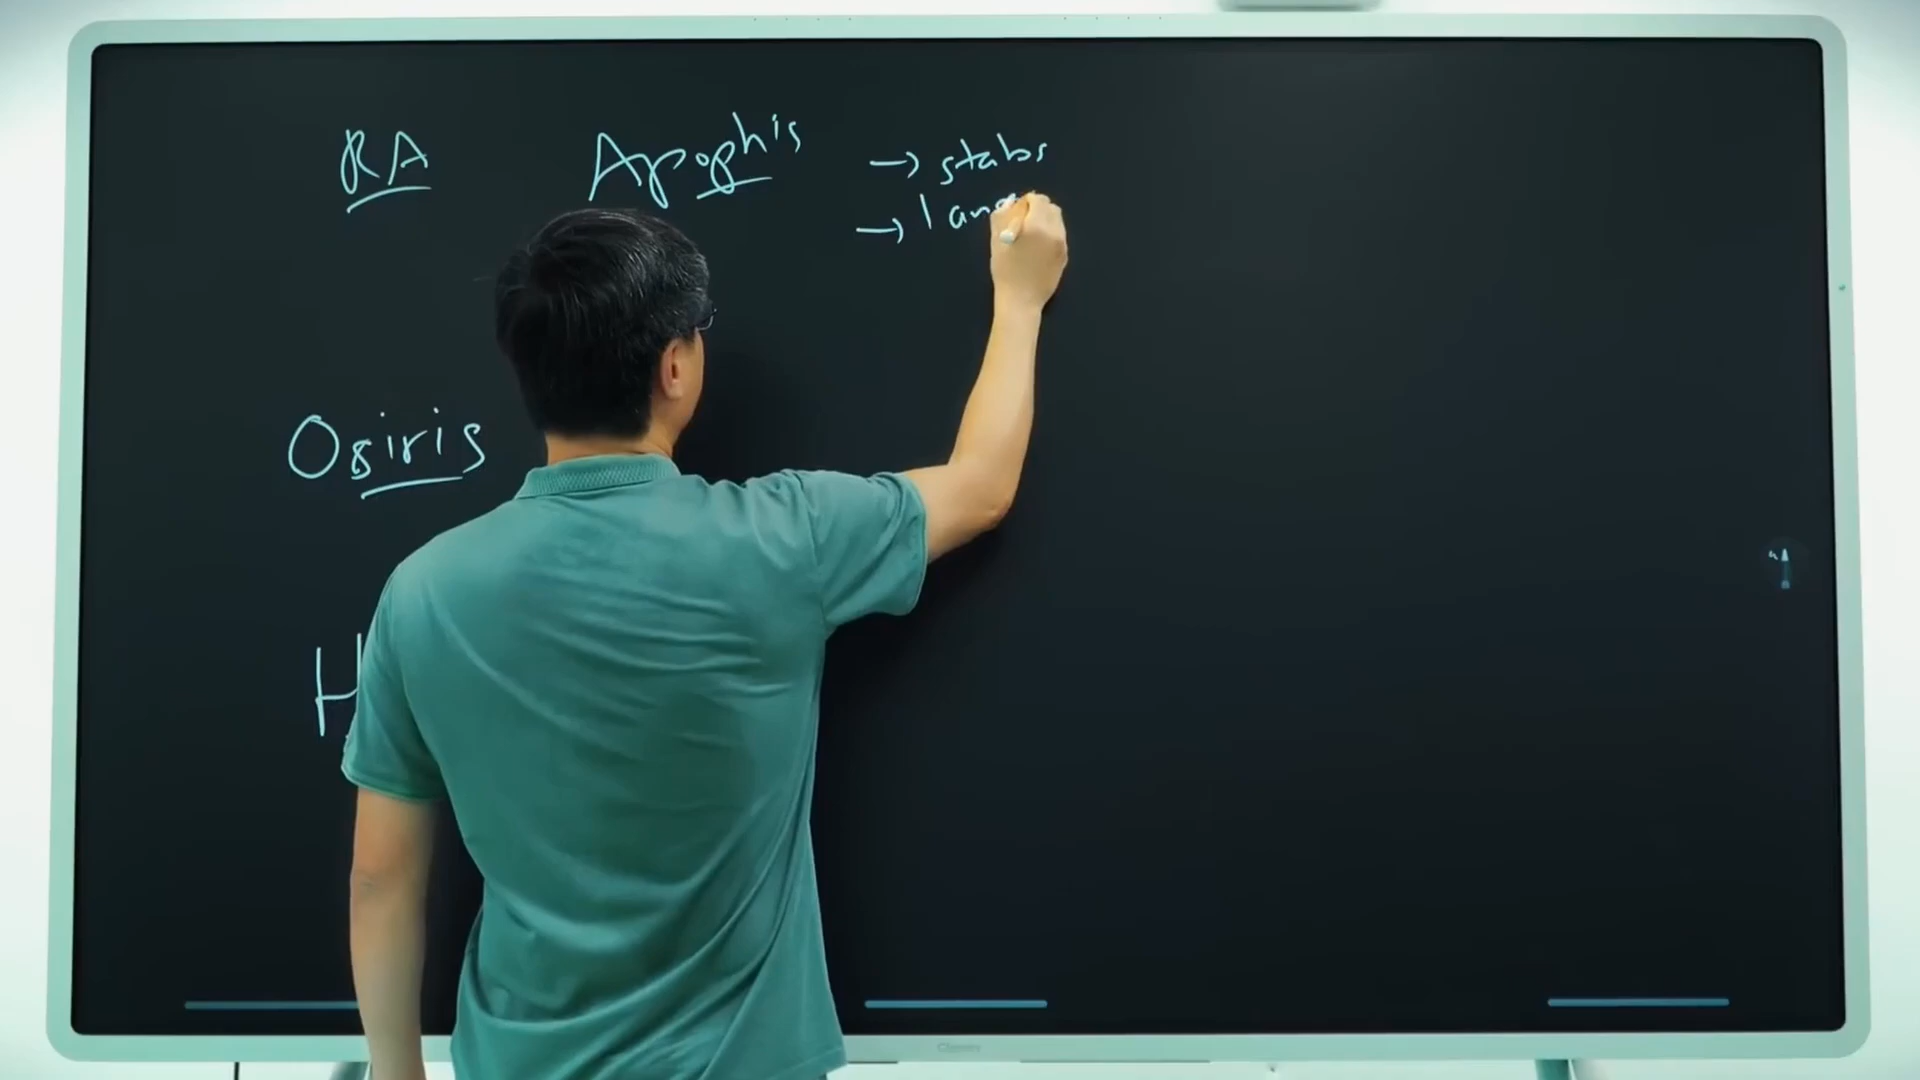 RA Apophis → stabs
→
Osiris
H